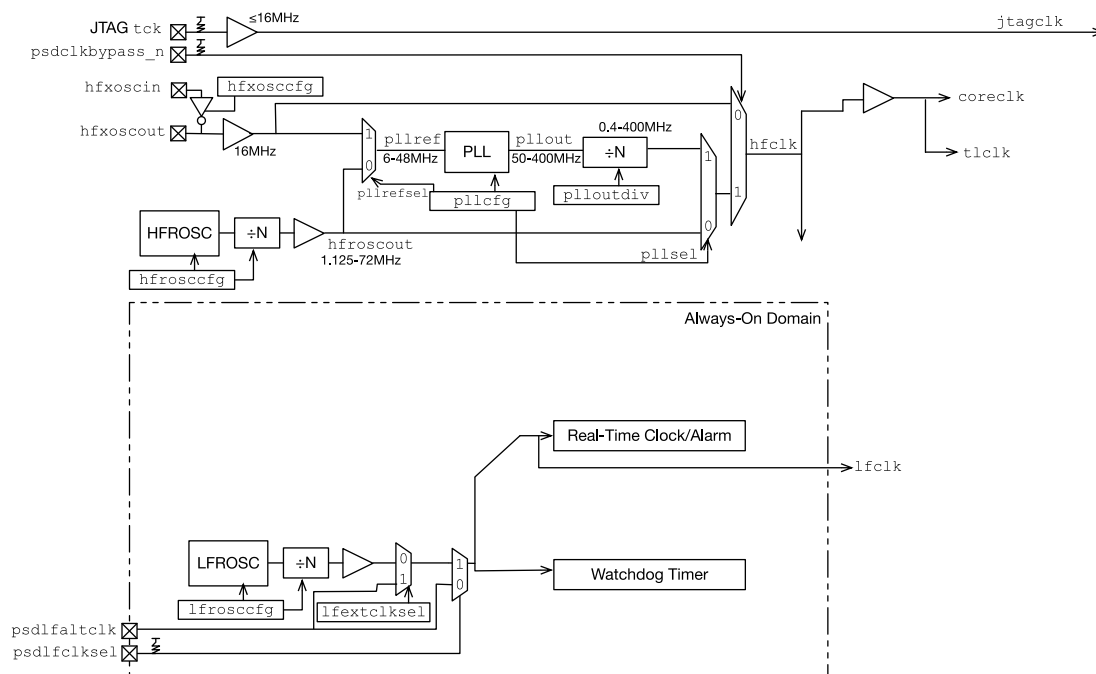 ≤16MHz
JTAG tck
jtagclk
psdclkbypass_n
hfxoscin
hfxosccfg
hfxoscout
16MHz
1
0
pllref
6-48MHz
PLL
pllout
50-400MHz
0.4-400MHz
÷N
pllrefsel
pllcfg
plloutdiv
1
0
pllsel
0
1
hfclk
coreclk
tlclk
HFROSC
÷N
hfroscout
1.125-72MHz
hfrosccfg
Always-On Domain
Real-Time Clock/Alarm
lfclk
LFROSC
÷N
0
1
1
0
Watchdog Timer
lfrosccfg
lfextclksel
psdlfaltclk
psdlfclksel